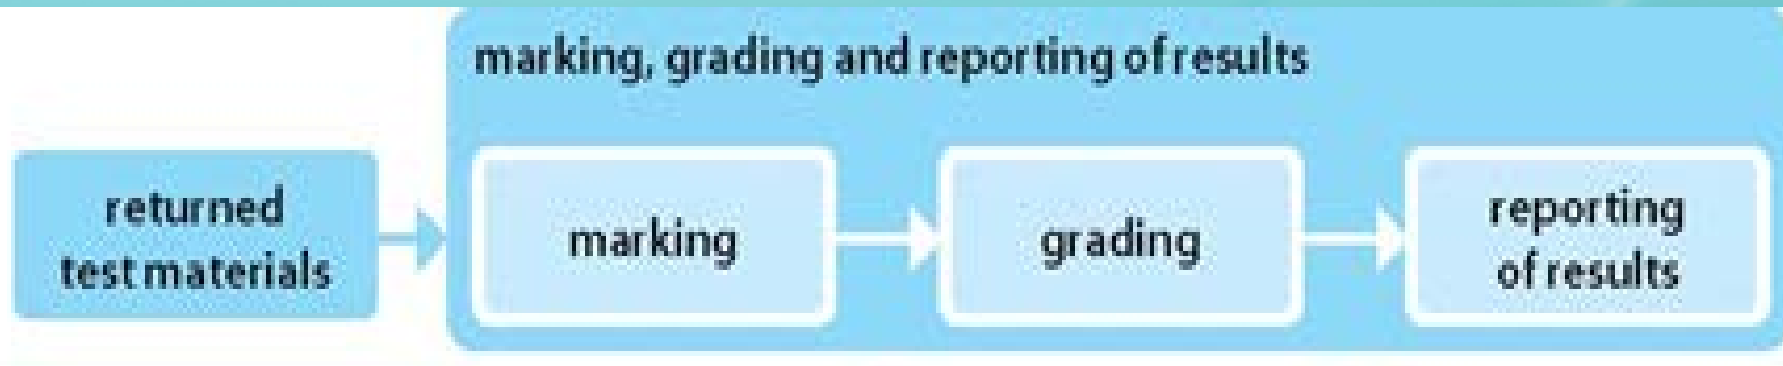 marking, grading and reporting of results
returned
test materials
marking
grading
reporting
of results